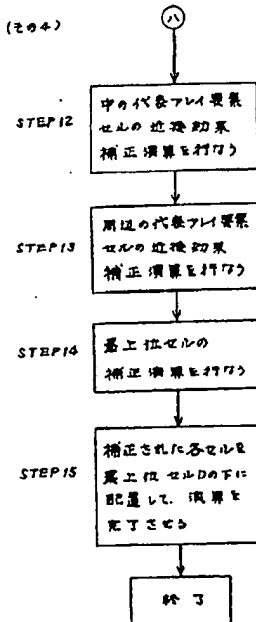 (その4)
ハ
STEP12
中の代表アレイ要素
セルの近接効果
補正演算を行なう
STEP13
周辺の代表アレイ要素
セルの近接効果
補正演算を行なう
STEP14
最上位セルの
補正演算を行なう
STEP15
補正された各セルを
最上位セルDの下に
配置して、演算を
完了させる
終了